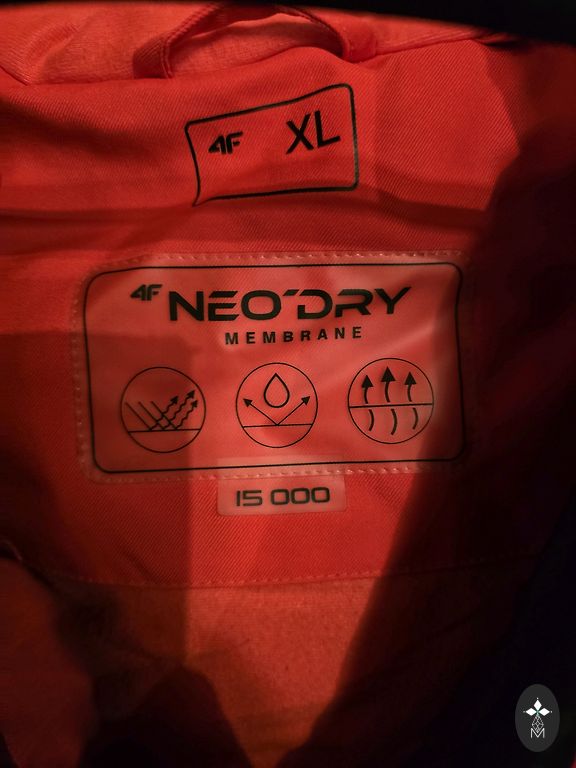 4F XL
4F NEO'DRY
MEMBRANE
15 000
M